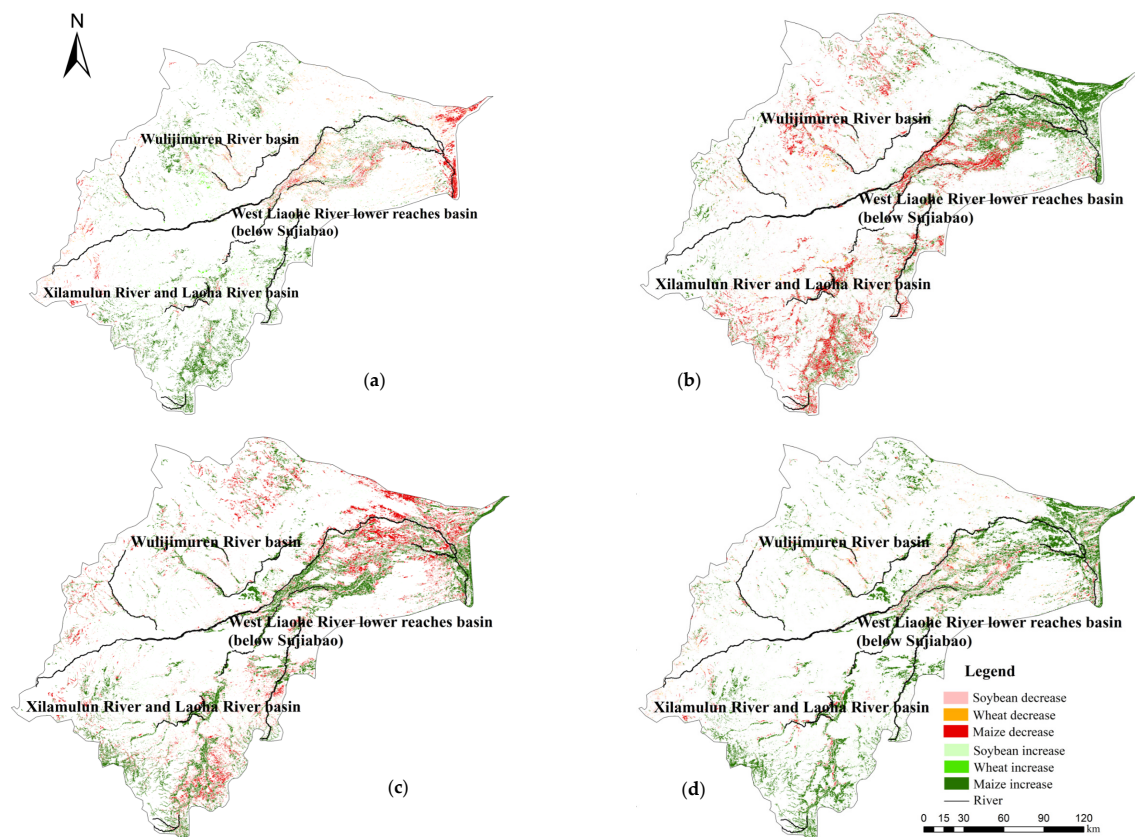 N
Wulijimuren River basin
West Liaohe River lower reaches basin
(below Sujiabao)
Xilamulun River and Laoha River basin
(a)
Wulijimuren River basin
West Liaohe River lower reaches basin
(below Sujiabao)
Xilamulun River and Laoha River basin
(b)
Wulijimuren River basin
West Liaohe River lower reaches basin
(below Sujiabao)
Xilamulun River and Laoha River basin
(c)
Wulijimuren River basin
West Liaohe River lower reaches basin
(below Sujiabao)
Xilamulun River and Laoha River basin
(d)
Legend
Soybean decrease
Wheat decrease
Maize decrease
Soybean increase
Wheat increase
Maize increase
River
0 15 30 60 90 120
km